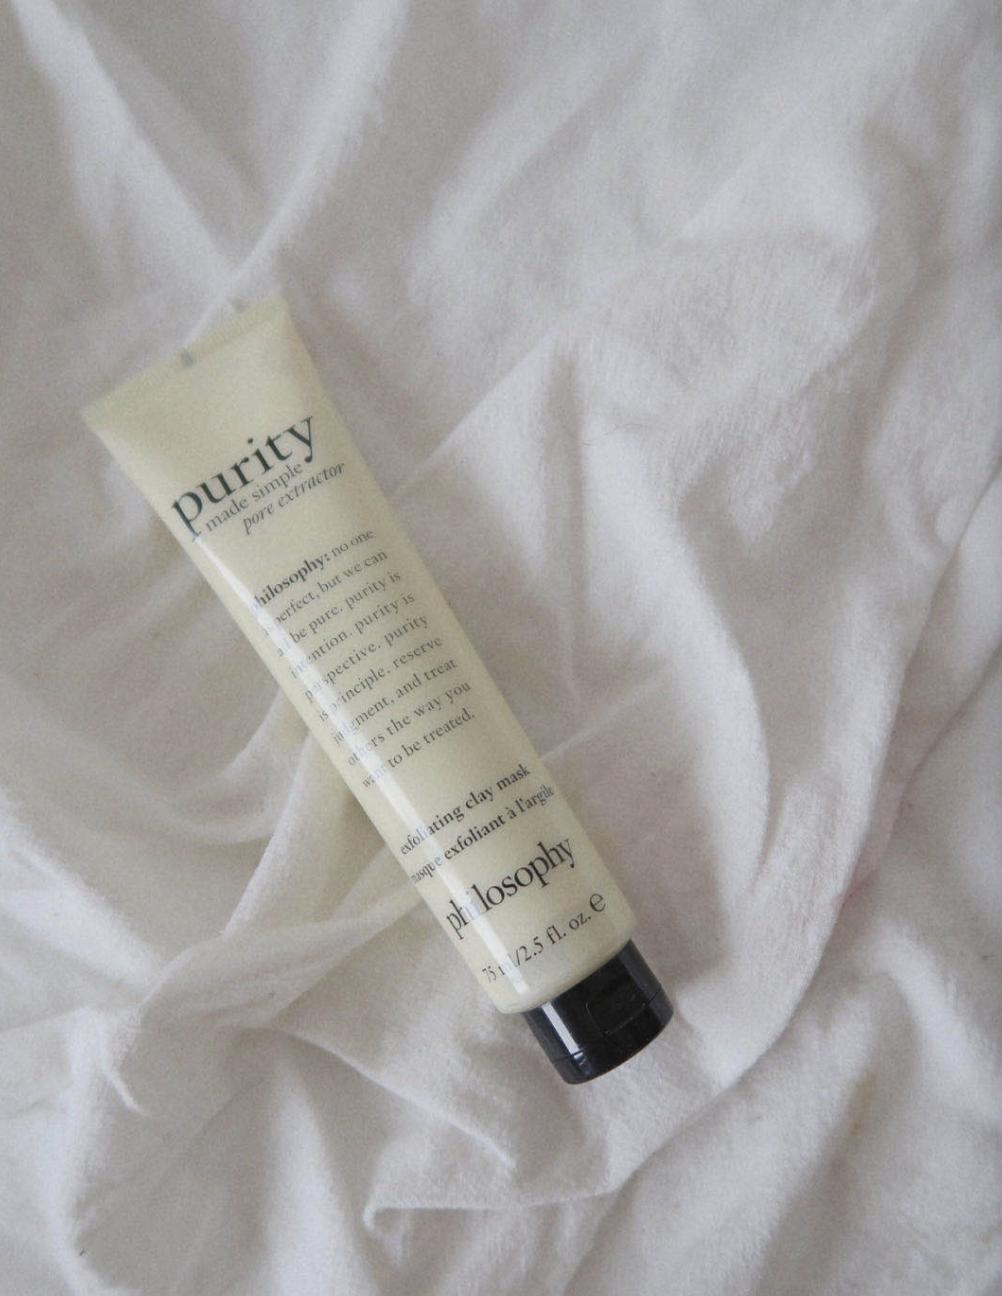 purity
made simple
pore extractor
philosophy: no one
perfect, but we can
be pure. purity is
intention. purity is
perspective. purity
is principle. reserve
judgment, and treat
others the way you
want to be treated.
exfoliating clay mask
masque exfoliant à l'argile
philosophy
75 ml/2.5 fl. oz. ℮